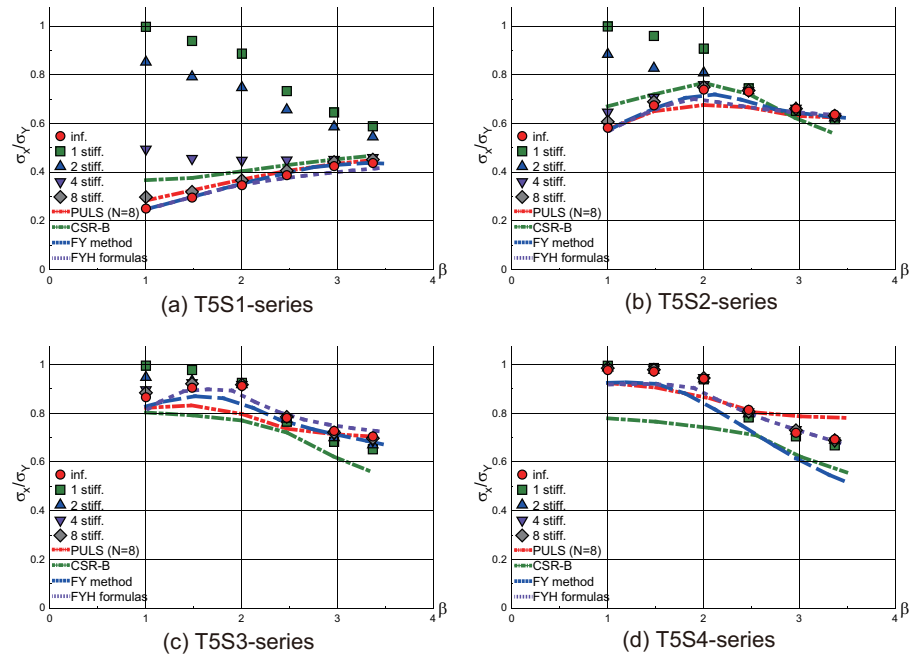 1
0.8
0.6
0.4
0.2
0
σx/σY
inf.
1 stiff.
2 stiff.
4 stiff.
8 stiff.
PULS (N=8)
CSR-B
FY method
FYH formulas
0 1 2 3 4
β
(a) T5S1-series
1
0.8
0.6
0.4
0.2
0
σx/σY
inf.
1 stiff.
2 stiff.
4 stiff.
8 stiff.
PULS (N=8)
CSR-B
FY method
FYH formulas
0 1 2 3 4
β
(b) T5S2-series
1
0.8
0.6
0.4
0.2
0
σx/σY
inf.
1 stiff.
2 stiff.
4 stiff.
8 stiff.
PULS (N=8)
CSR-B
FY method
FYH formulas
0 1 2 3 4
β
(c) T5S3-series
1
0.8
0.6
0.4
0.2
0
σx/σY
inf.
1 stiff.
2 stiff.
4 stiff.
8 stiff.
PULS (N=8)
CSR-B
FY method
FYH formulas
0 1 2 3 4
β
(d) T5S4-series